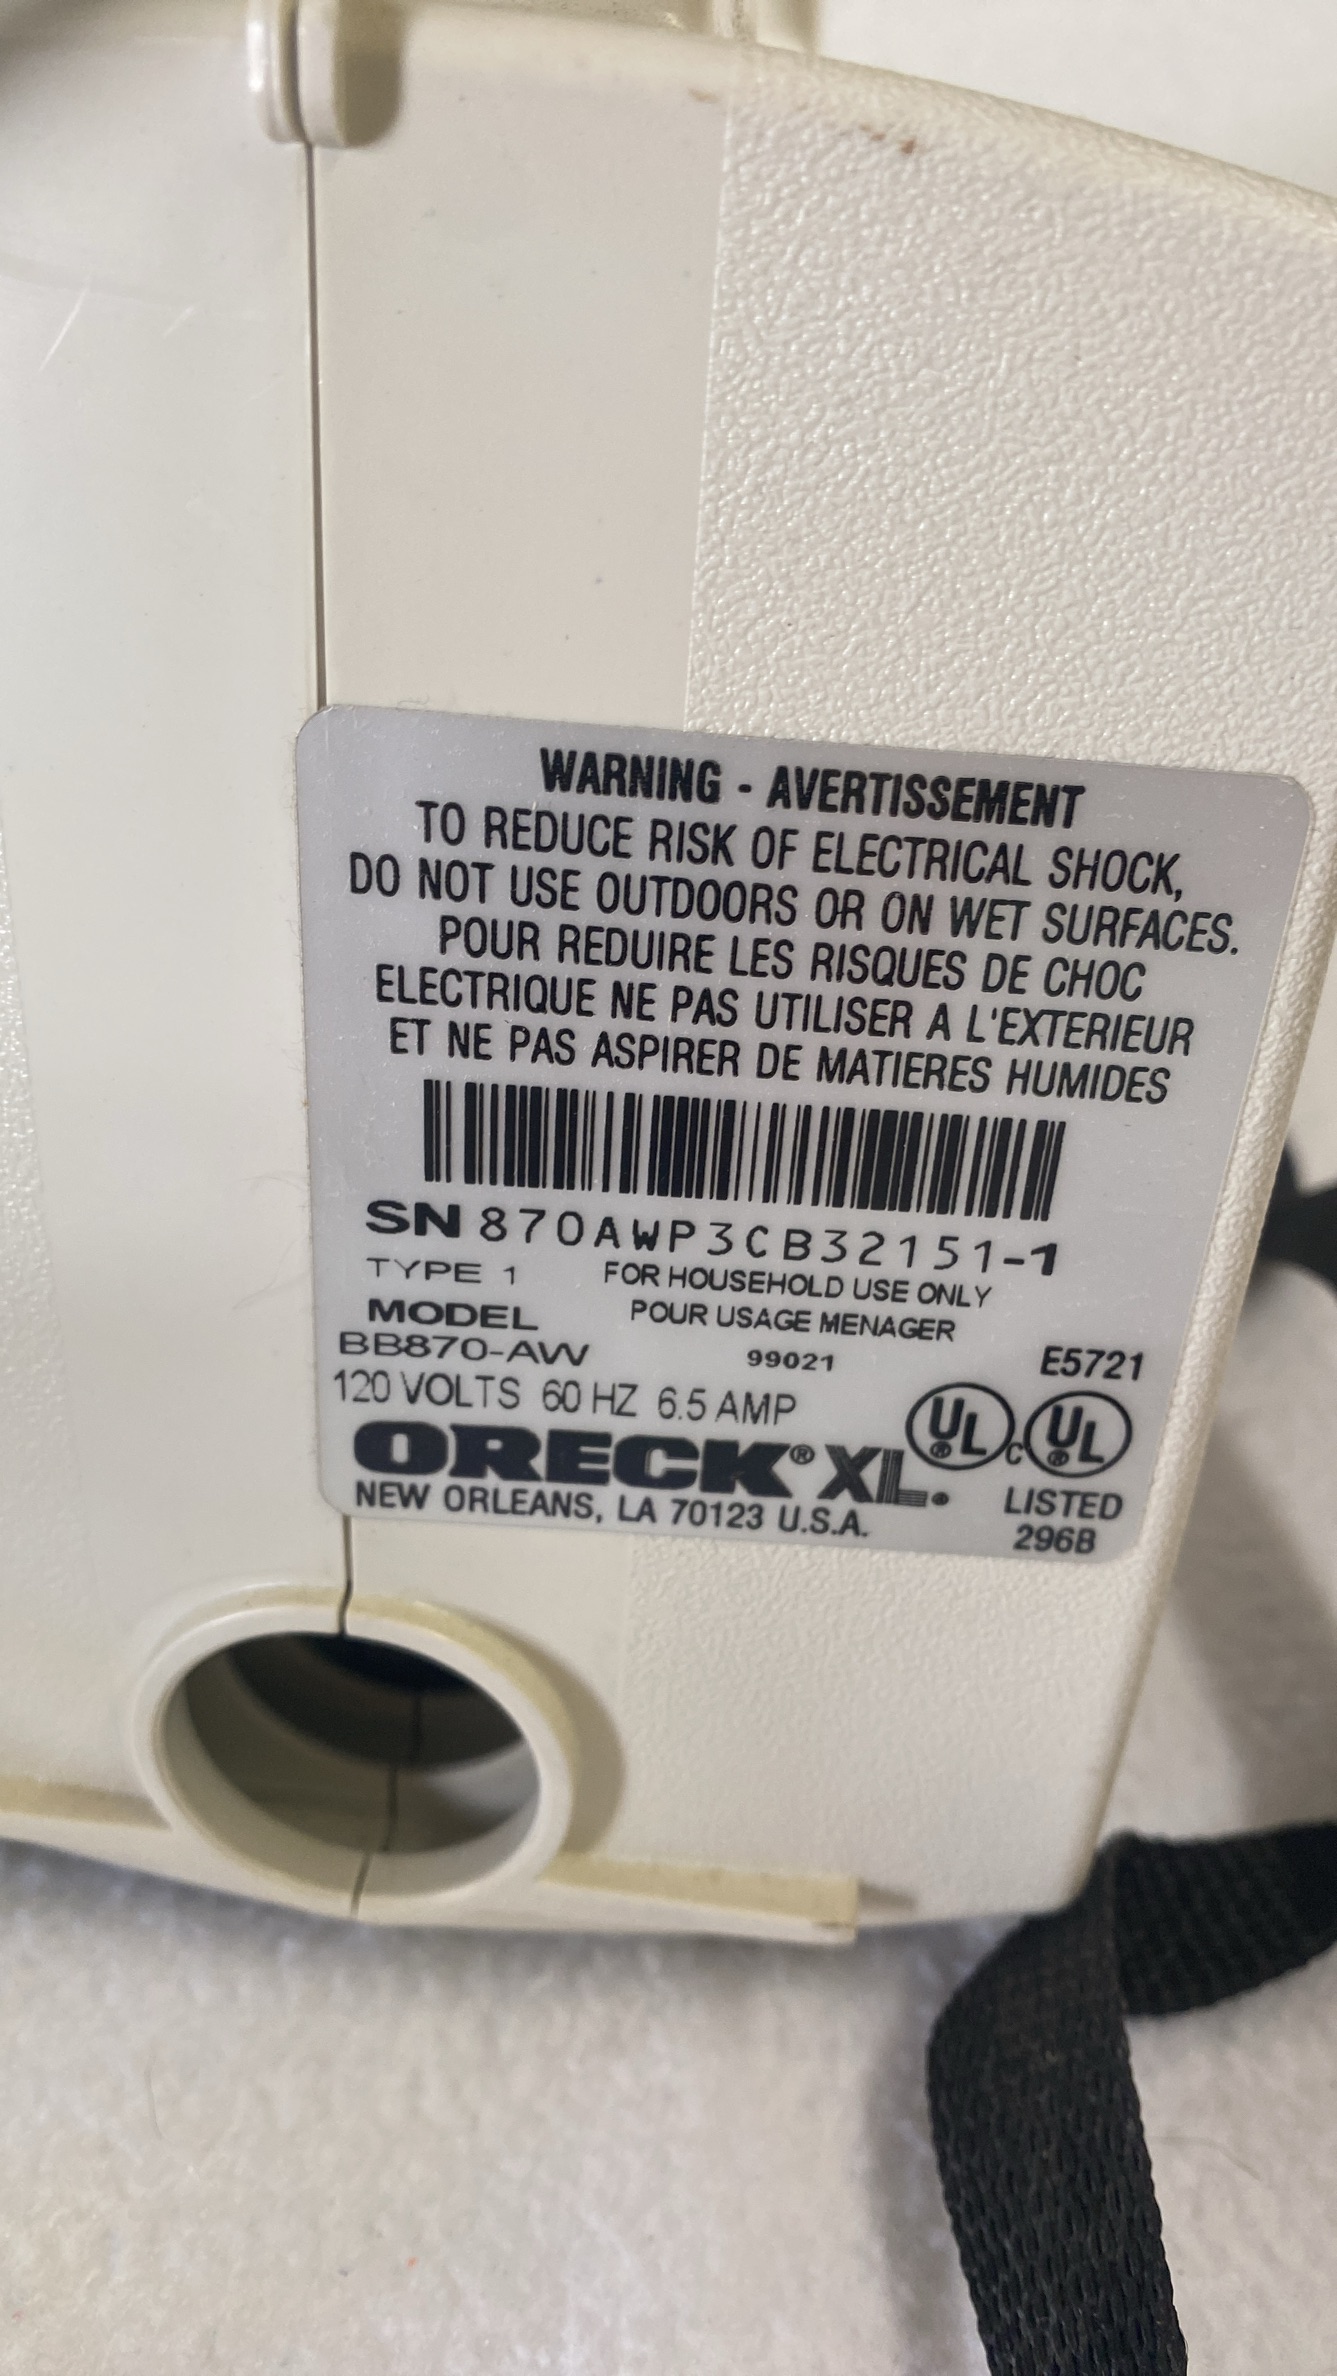 WARNING - AVERTISSEMENT
TO REDUCE RISK OF ELECTRICAL SHOCK,
DO NOT USE OUTDOORS OR ON WET SURFACES.
POUR REDUIRE LES RISQUES DE CHOC
ELECTRIQUE NE PAS UTILISER A L'EXTERIEUR
ET NE PAS ASPIRER DE MATIERES HUMIDES
SN 870AWP3CB32151-1
TYPE 1 FOR HOUSEHOLD USE ONLY
MODEL POUR USAGE MENAGER
BB870-AW 99021 E5721
120 VOLTS 60 HZ 6.5 AMP
UL® C UL®
ORECK® XL.
LISTED
NEW ORLEANS, LA 70123 U.S.A.
296B